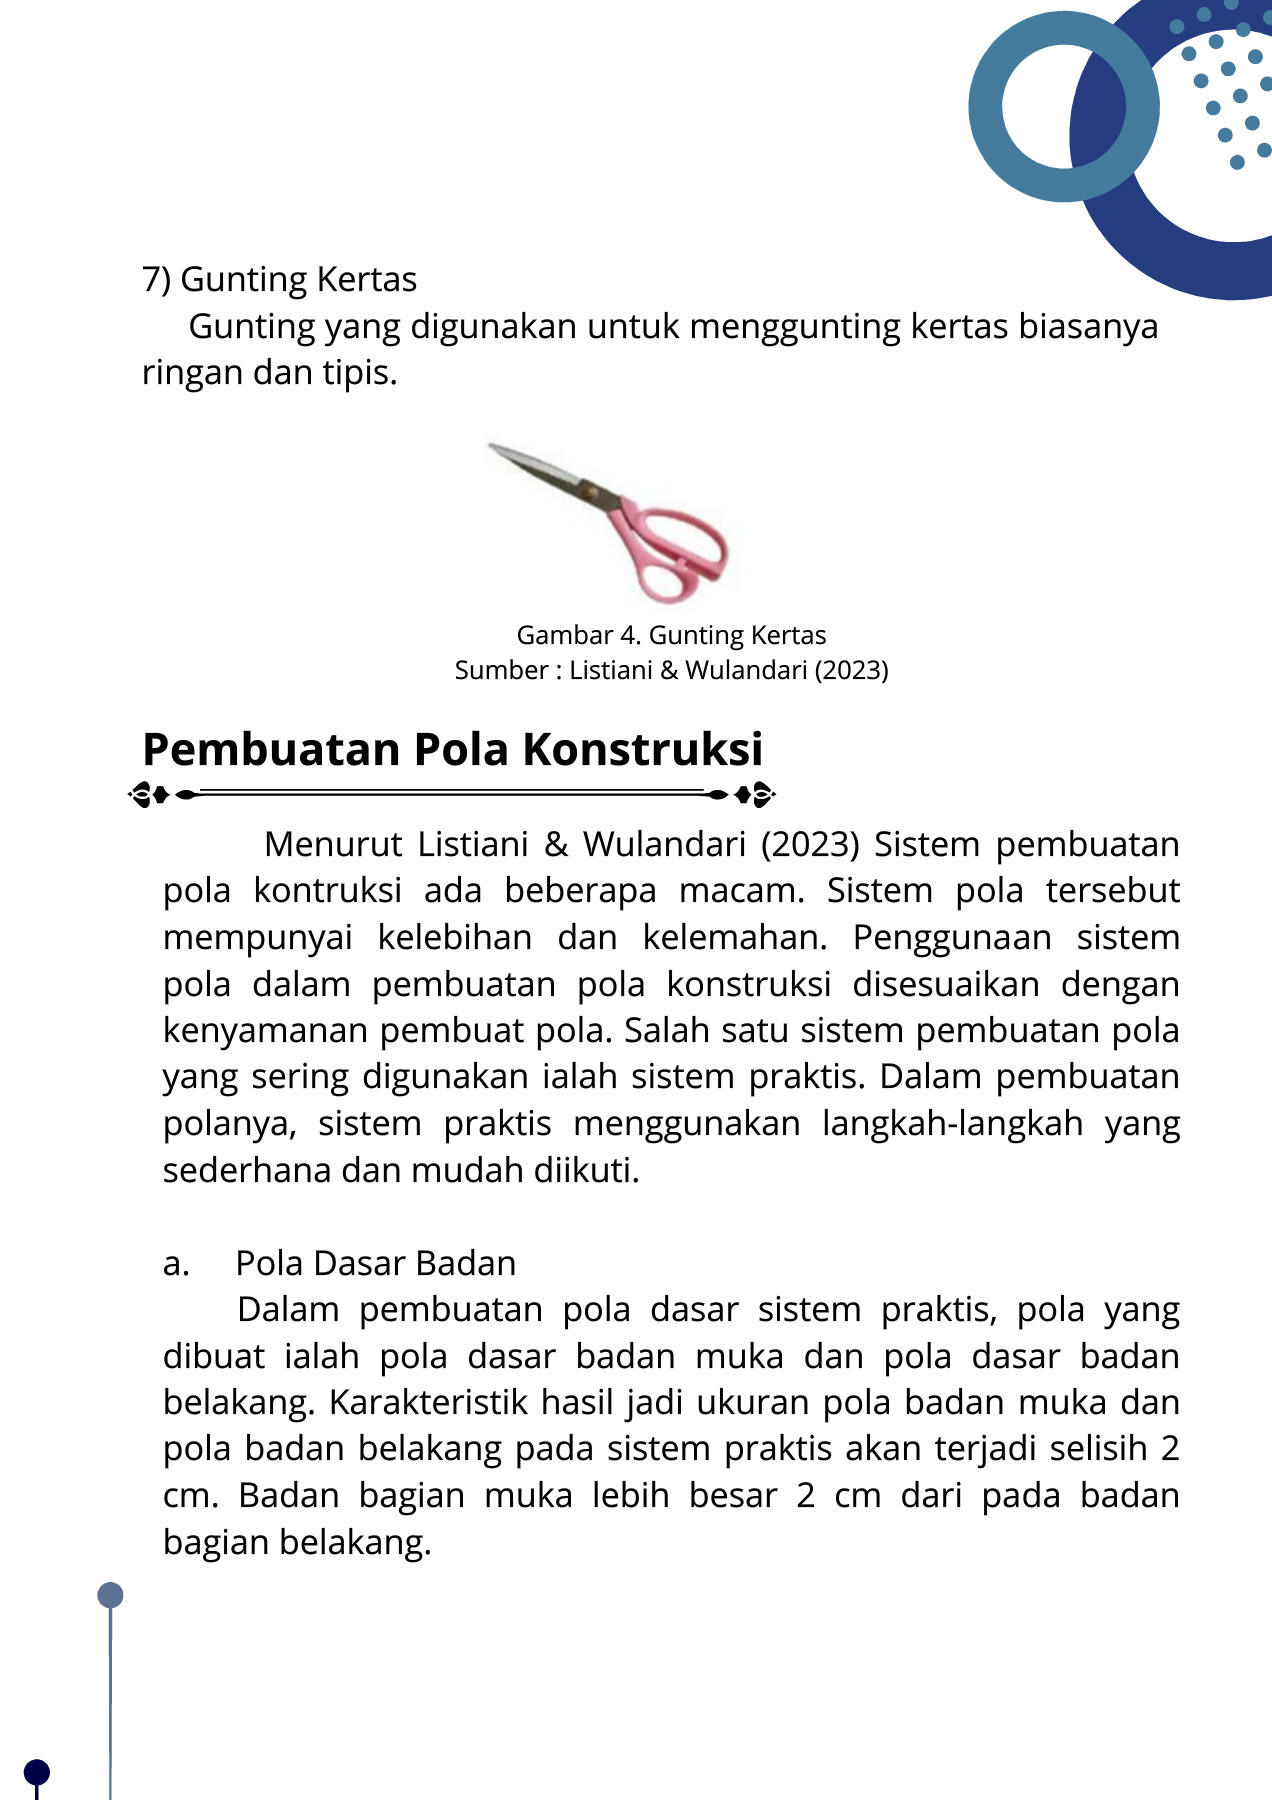 7) Gunting Kertas
Gunting yang digunakan untuk menggunting kertas biasanya
ringan dan tipis.
Gambar 4. Gunting Kertas
Sumber : Listiani & Wulandari (2023)
Pembuatan Pola Konstruksi
Menurut Listiani & Wulandari (2023) Sistem pembuatan
pola kontruksi ada beberapa macam. Sistem pola tersebut
mempunyai kelebihan dan kelemahan. Penggunaan sistem
pola dalam pembuatan pola konstruksi disesuaikan dengan
kenyamanan pembuat pola. Salah satu sistem pembuatan pola
yang sering digunakan ialah sistem praktis. Dalam pembuatan
polanya, sistem praktis menggunakan langkah-langkah yang
sederhana dan mudah diikuti.
a. Pola Dasar Badan
Dalam pembuatan pola dasar sistem praktis, pola yang
dibuat ialah pola dasar badan muka dan pola dasar badan
belakang. Karakteristik hasil jadi ukuran pola badan muka dan
pola badan belakang pada sistem praktis akan terjadi selisih 2
cm. Badan bagian muka lebih besar 2 cm dari pada badan
bagian belakang.